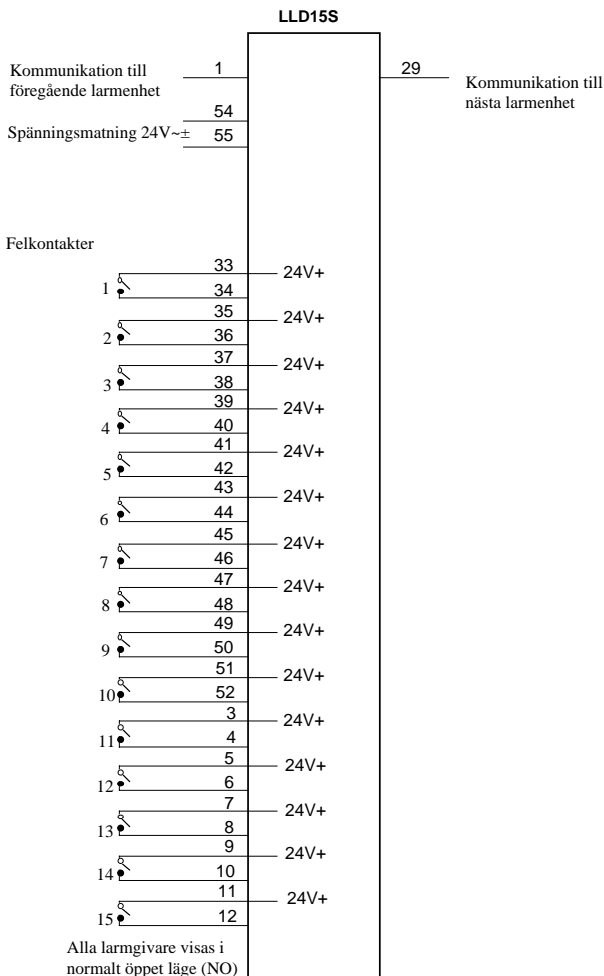 LLD15S
Kommunikation till
föregående larmenhet
1
29
Kommunikation till
nästa larmenhet
54
Spänningsmatning 24V~±
55
Felkontakter
33
24V+
1
34
35
24V+
2
36
37
24V+
3
38
39
24V+
4
40
41
24V+
5
42
43
24V+
6
44
45
24V+
7
46
47
24V+
8
48
49
24V+
9
50
51
24V+
10
52
3
24V+
11
4
5
24V+
12
6
7
24V+
13
8
9
24V+
14
10
11
24V+
15
12
Alla larmgivare visas i
normalt öppet läge (NO)